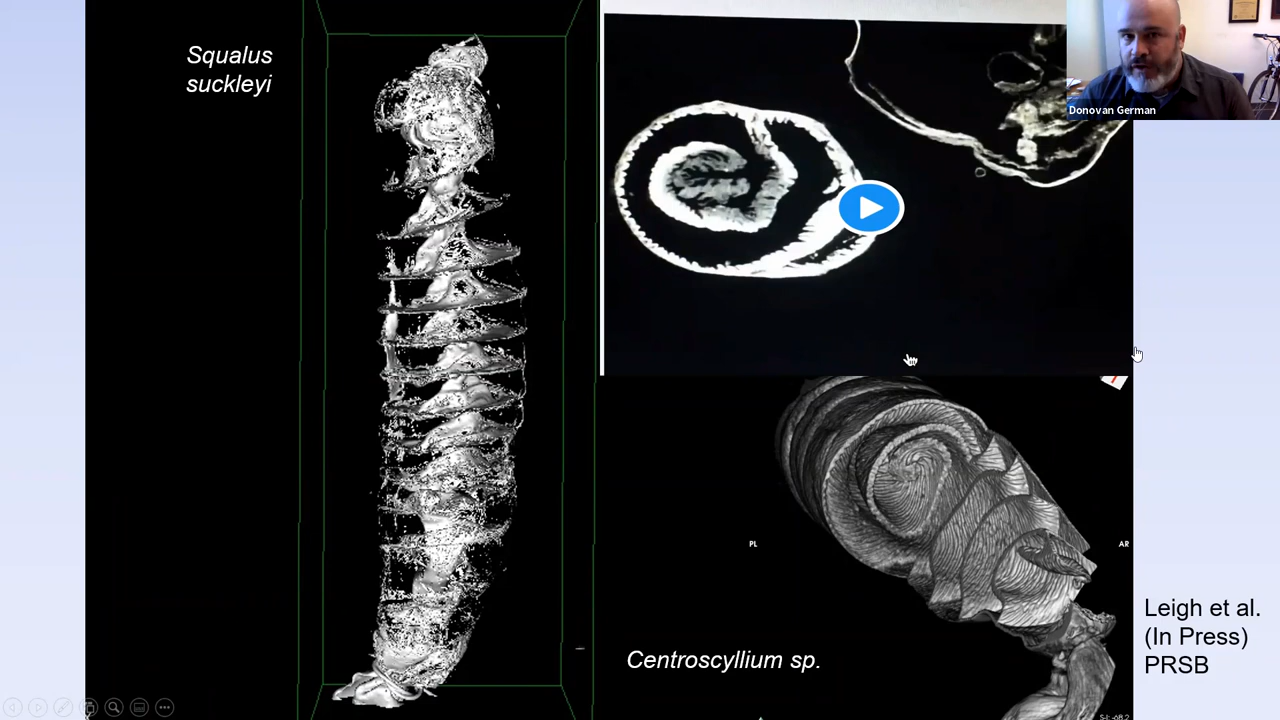 Squalus
suckleyi
Donovan German
PL
AR
Centroscyllium sp.
Leigh et al.
(In Press)
PRSB